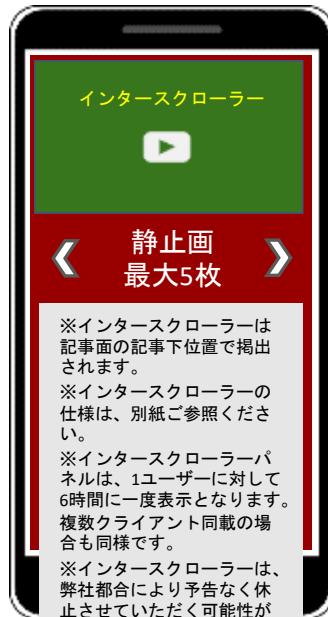 インタースクローラー
静止画
最大5枚
※インタースクローラーは
記事面の記事下位置で掲出
されます。
※インタースクローラーの
仕様は、別紙ご参照くださ
い。
※インタースクローラーパ
ネルは、1ユーザーに対して
6時間に一度表示となります。
複数クライアント同載の場
合も同様です。
※インタースクローラーは、
弊社都合により予告なく休
止させていただく可能性が